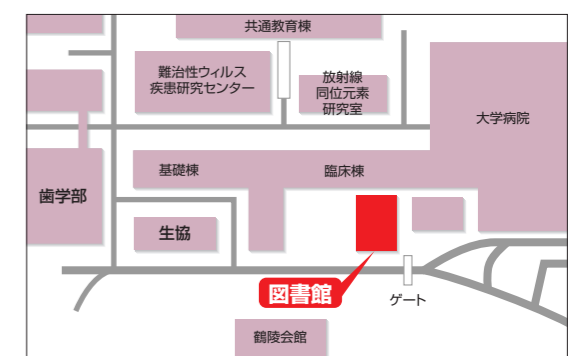 共通教育棟
難治性ウィルス
疾患研究センター
放射線
同位元素
研究室
大学病院
基礎棟
臨床棟
歯学部
生協
図書館
ゲート
鶴陵会館